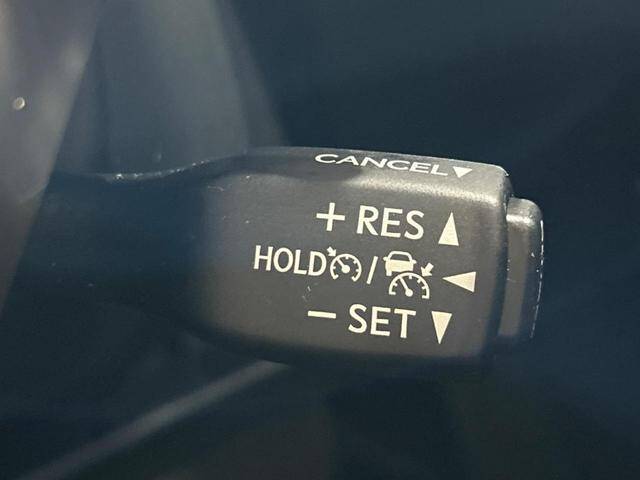 CANCEL▼
+ RES ▲
HOLD / ◀
− SET ▼